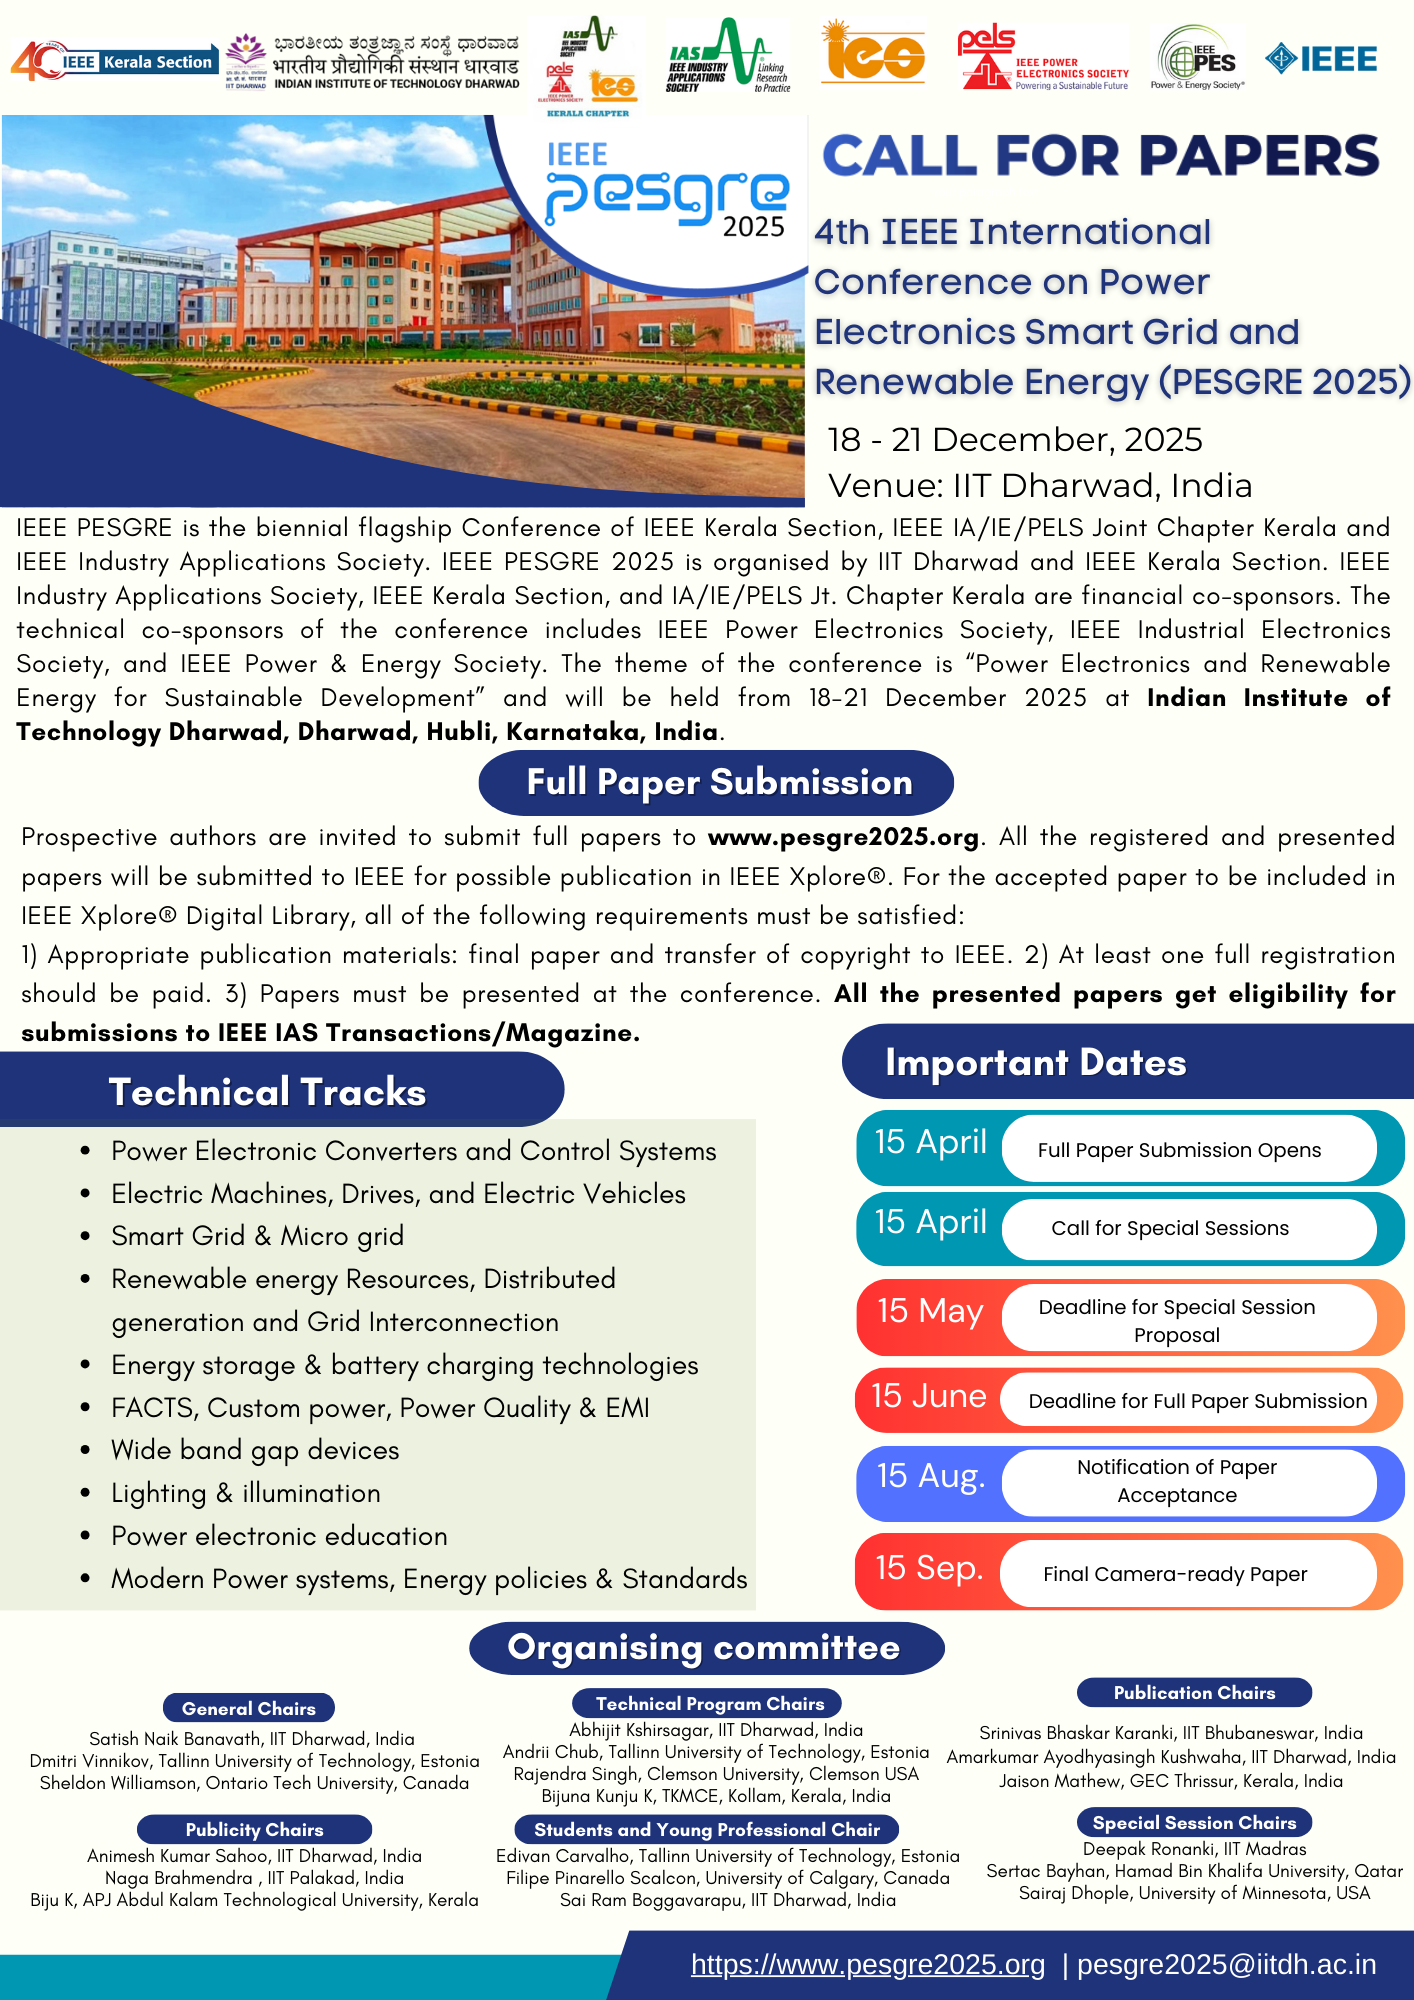 40 YEARS OF IEEE Kerala Section
ಭಾರತೀಯ ತಂತ್ರಜ್ಞಾನ ಸಂಸ್ಥೆ ಧಾರವಾಡ
भारतीय प्रौद्योगिकी संस्थान धारवाड
INDIAN INSTITUTE OF TECHNOLOGY DHARWAD
IIT DHARWAD
IAS
IEEE INDUSTRY
APPLICATIONS
SOCIETY
pels
IEEE POWER
ELECTRONICS SOCIETY
ies
KERALA CHAPTER
IAS
IEEE INDUSTRY
APPLICATIONS
SOCIETY
Linking
Research
to Practice
ies
pels
IEEE POWER
ELECTRONICS SOCIETY
Powering a Sustainable Future
IEEE
PES
Power & Energy Society®
IEEE
IEEE
pesgre
2025
CALL FOR PAPERS
4th IEEE International
Conference on Power
Electronics Smart Grid and
Renewable Energy (PESGRE 2025)
18 - 21 December, 2025
Venue: IIT Dharwad, India
IEEE PESGRE is the biennial flagship Conference of IEEE Kerala Section, IEEE IA/IE/PELS Joint Chapter Kerala and
IEEE Industry Applications Society. IEEE PESGRE 2025 is organised by IIT Dharwad and IEEE Kerala Section. IEEE
Industry Applications Society, IEEE Kerala Section, and IA/IE/PELS Jt. Chapter Kerala are financial co-sponsors. The
technical co-sponsors of the conference includes IEEE Power Electronics Society, IEEE Industrial Electronics
Society, and IEEE Power & Energy Society. The theme of the conference is “Power Electronics and Renewable
Energy for Sustainable Development” and will be held from 18-21 December 2025 at Indian Institute of
Technology Dharwad, Dharwad, Hubli, Karnataka, India.
Full Paper Submission
Prospective authors are invited to submit full papers to www.pesgre2025.org. All the registered and presented
papers will be submitted to IEEE for possible publication in IEEE Xplore®. For the accepted paper to be included in
IEEE Xplore® Digital Library, all of the following requirements must be satisfied:
1) Appropriate publication materials: final paper and transfer of copyright to IEEE. 2) At least one full registration
should be paid. 3) Papers must be presented at the conference. All the presented papers get eligibility for
submissions to IEEE IAS Transactions/Magazine.
Technical Tracks
• Power Electronic Converters and Control Systems
• Electric Machines, Drives, and Electric Vehicles
• Smart Grid & Micro grid
• Renewable energy Resources, Distributed
generation and Grid Interconnection
• Energy storage & battery charging technologies
• FACTS, Custom power, Power Quality & EMI
• Wide band gap devices
• Lighting & illumination
• Power electronic education
• Modern Power systems, Energy policies & Standards
Important Dates
15 April Full Paper Submission Opens
15 April Call for Special Sessions
15 May Deadline for Special Session
Proposal
15 June Deadline for Full Paper Submission
15 Aug. Notification of Paper
Acceptance
15 Sep. Final Camera-ready Paper
Organising committee
General Chairs
Satish Naik Banavath, IIT Dharwad, India
Dmitri Vinnikov, Tallinn University of Technology, Estonia
Sheldon Williamson, Ontario Tech University, Canada
Technical Program Chairs
Abhijit Kshirsagar, IIT Dharwad, India
Andrii Chub, Tallinn University of Technology, Estonia
Rajendra Singh, Clemson University, Clemson USA
Bijuna Kunju K, TKMCE, Kollam, Kerala, India
Publication Chairs
Srinivas Bhaskar Karanki, IIT Bhubaneswar, India
Amarkumar Ayodhyasingh Kushwaha, IIT Dharwad, India
Jaison Mathew, GEC Thrissur, Kerala, India
Publicity Chairs
Animesh Kumar Sahoo, IIT Dharwad, India
Naga Brahmendra , IIT Palakad, India
Biju K, APJ Abdul Kalam Technological University, Kerala
Students and Young Professional Chair
Edivan Carvalho, Tallinn University of Technology, Estonia
Filipe Pinarello Scalcon, University of Calgary, Canada
Sai Ram Boggavarapu, IIT Dharwad, India
Special Session Chairs
Deepak Ronanki, IIT Madras
Sertac Bayhan, Hamad Bin Khalifa University, Qatar
Sairaj Dhople, University of Minnesota, USA
https://www.pesgre2025.org | pesgre2025@iitdh.ac.in